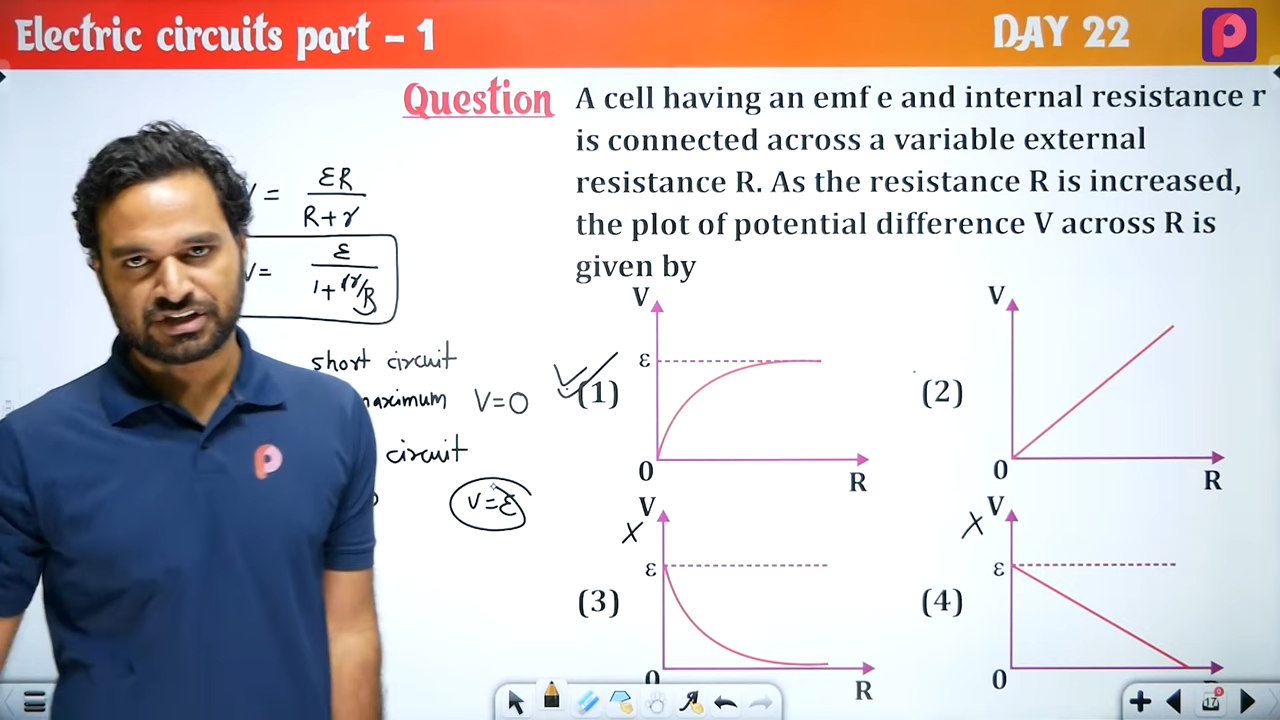 Electric circuits part – 1
DAY 22
Question
A cell having an emf e and internal resistance r
is connected across a variable external
resistance R. As the resistance R is increased,
the plot of potential difference V across R is
given by
= εR / R + r
V = ε / 1 + r/R
short circuit
maximum V = 0
circuit
V = ε
(1)
V
ε
0
R
(2)
V
0
R
(3)
V
ε
0
R
(4)
V
ε
0
17